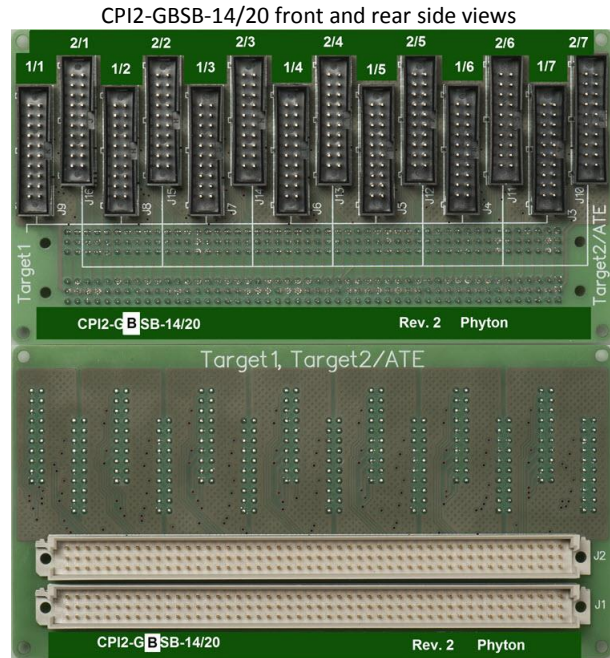 CPI2-GBSB-14/20 front and rear side views
2/1 2/2 2/3 2/4 2/5 2/6 2/7
1/1 1/2 1/3 1/4 1/5 1/6 1/7
J9 J16 J8 J15 J7 J14 J6 J13 J5 J12 J4 J11 J3 J10
Target1
Target2/ATE
CPI2-GBSB-14/20 Rev. 2 Phyton
Target1, Target2/ATE
J2
J1
CPI2-GBSB-14/20 Rev. 2 Phyton